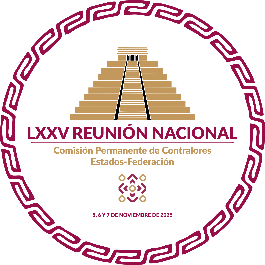 LXXV REUNIÓN NACIONAL
Comisión Permanente de Contralores
Estados-Federación
5, 6 Y 7 DE NOVIEMBRE DE 2025